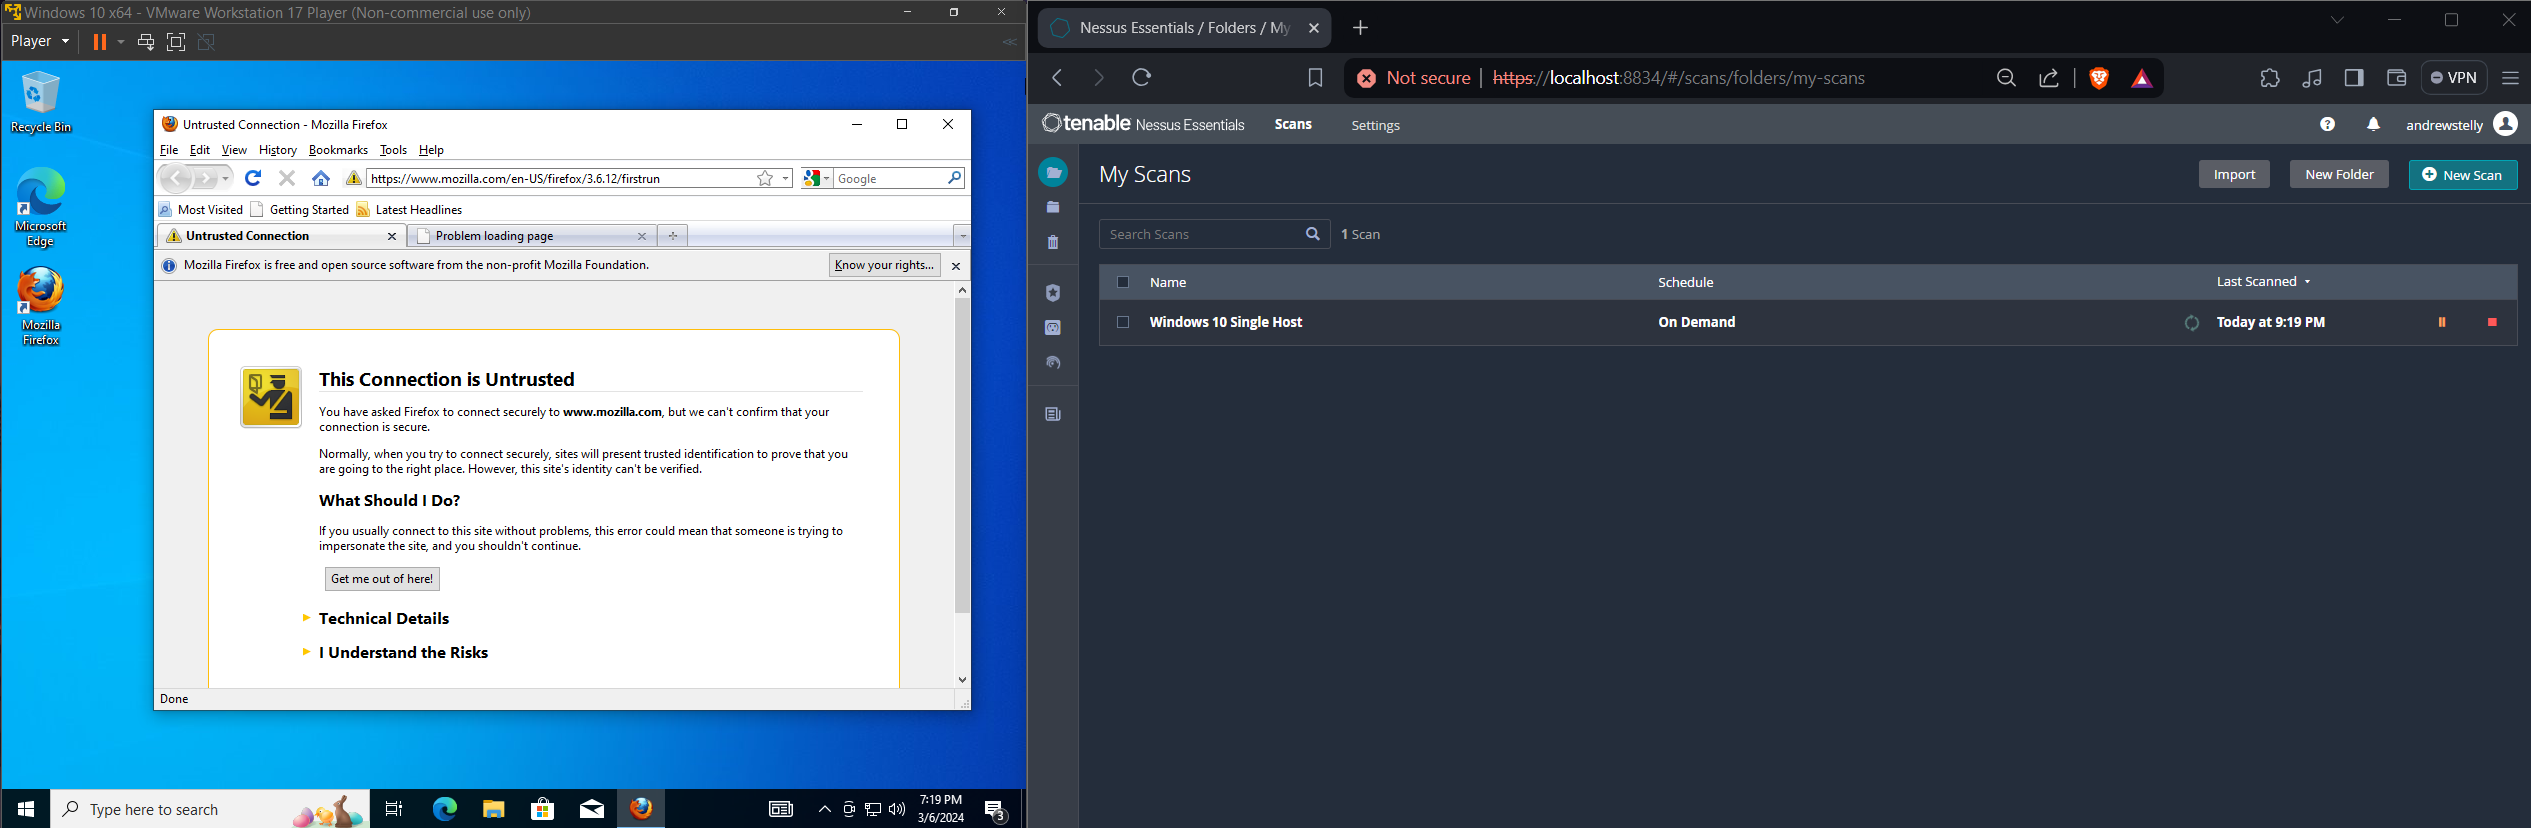 Windows 10 x64 - VMware Workstation 17 Player (Non-commercial use only)
Player
Recycle Bin
Microsoft
Edge
Mozilla
Firefox
Untrusted Connection - Mozilla Firefox
File Edit View History Bookmarks Tools Help
https://www.mozilla.com/en-US/firefox/3.6.12/firstrun
Google
Most Visited Getting Started Latest Headlines
Untrusted Connection
Problem loading page
Mozilla Firefox is free and open source software from the non-profit Mozilla Foundation.
Know your rights...
This Connection is Untrusted
You have asked Firefox to connect securely to www.mozilla.com, but we can't confirm that your
connection is secure.
Normally, when you try to connect securely, sites will present trusted identification to prove that you
are going to the right place. However, this site's identity can't be verified.
What Should I Do?
If you usually connect to this site without problems, this error could mean that someone is trying to
impersonate the site, and you shouldn't continue.
Get me out of here!
Technical Details
I Understand the Risks
Done
Type here to search
7:19 PM
3/6/2024
3
Nessus Essentials / Folders / My
Not secure https://localhost:8834/#/scans/folders/my-scans
VPN
tenable Nessus Essentials
Scans
Settings
andrewstelly
My Scans
Import
New Folder
New Scan
Search Scans
1 Scan
Name Schedule Last Scanned
Windows 10 Single Host On Demand Today at 9:19 PM